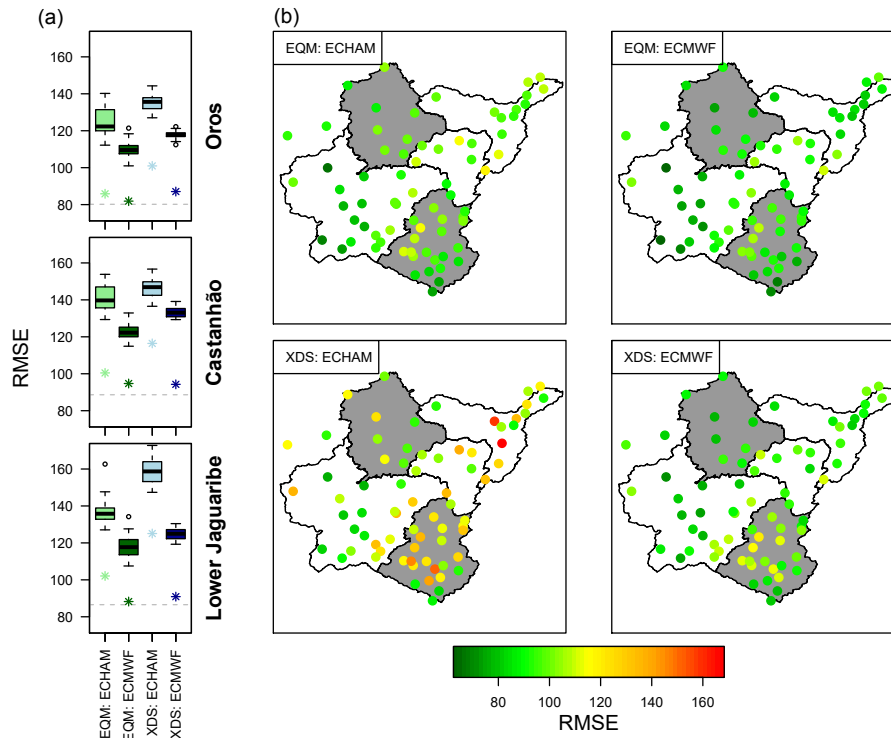 (a)
(b)
RMSE
160
140
120
100
80
Oros
160
140
120
100
80
Castanhão
160
140
120
100
80
Lower Jaguaribe
EQM: ECHAM
EQM: ECMWF
XDS: ECHAM
XDS: ECMWF
EQM: ECHAM
EQM: ECMWF
XDS: ECHAM
XDS: ECMWF
80 100 120 140 160
RMSE